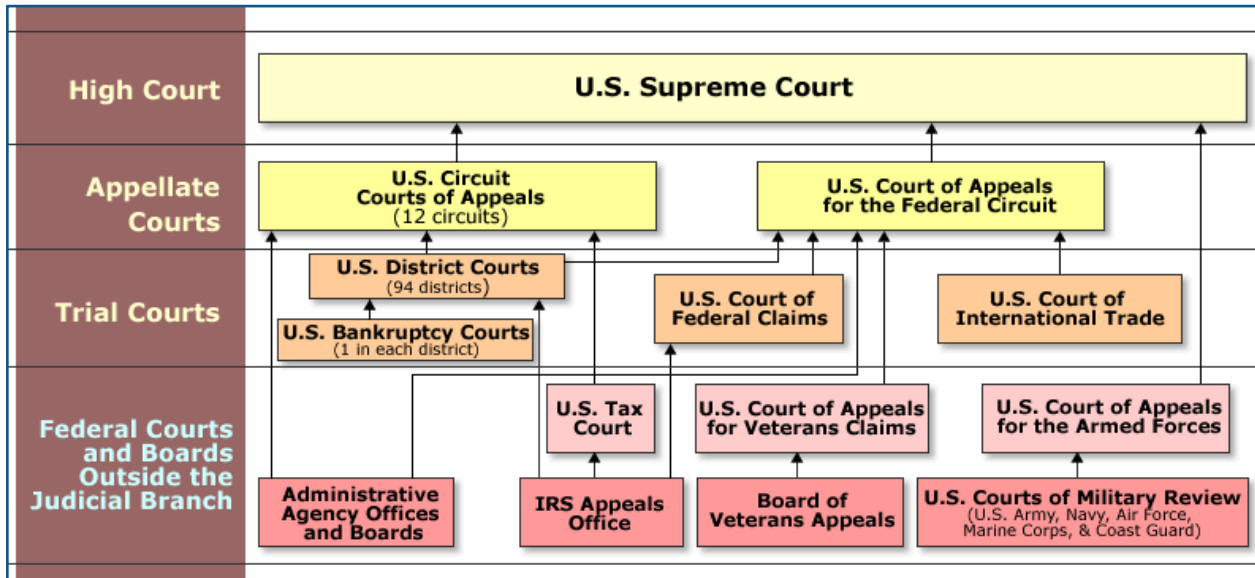 High Court
U.S. Supreme Court
Appellate
Courts
U.S. Circuit
Courts of Appeals
(12 circuits)
U.S. Court of Appeals
for the Federal Circuit
Trial Courts
U.S. District Courts
(94 districts)
U.S. Bankruptcy Courts
(1 in each district)
U.S. Court of
Federal Claims
U.S. Court of
International Trade
Federal Courts
and Boards
Outside the
Judicial Branch
U.S. Tax
Court
U.S. Court of Appeals
for Veterans Claims
U.S. Court of Appeals
for the Armed Forces
Administrative
Agency Offices
and Boards
IRS Appeals
Office
Board of
Veterans Appeals
U.S. Courts of Military Review
(U.S. Army, Navy, Air Force,
Marine Corps, & Coast Guard)